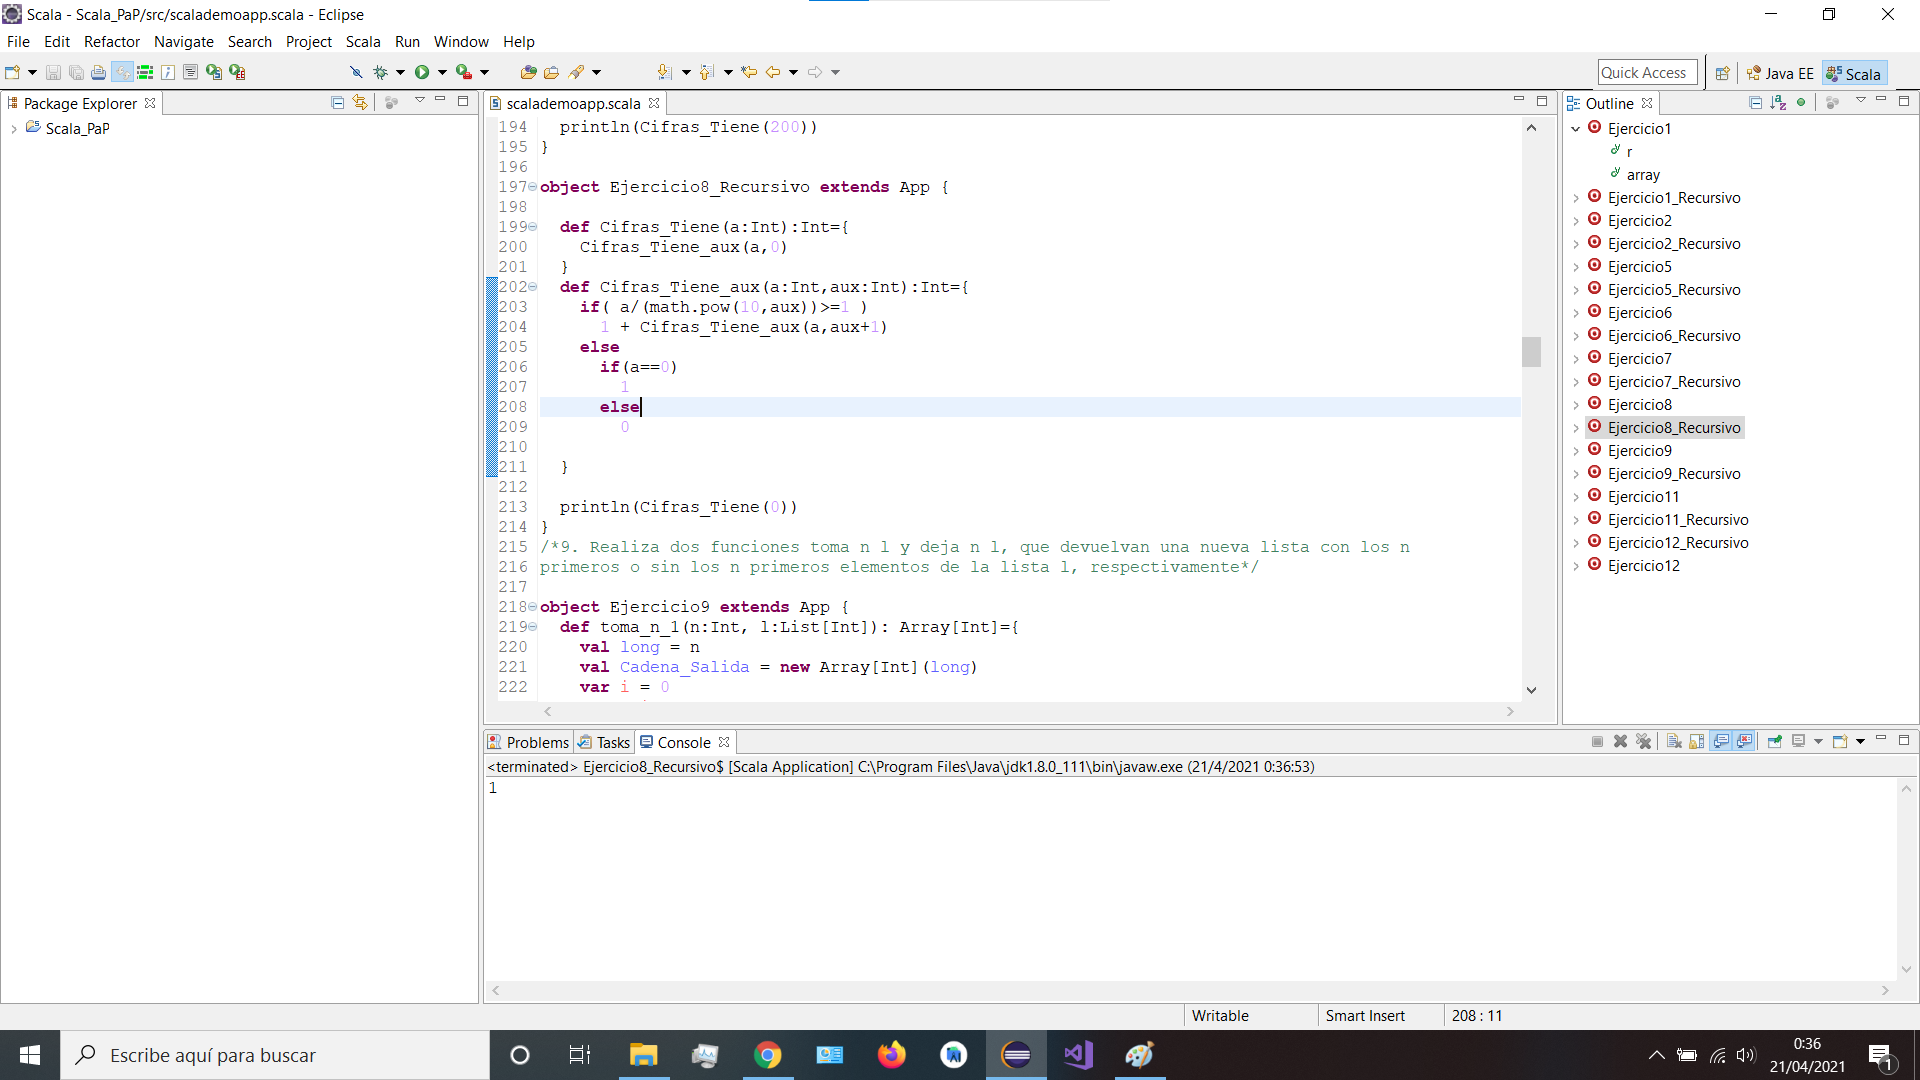 Scala - Scala_PaP/src/scalademoapp.scala - Eclipse
File Edit Refactor Navigate Search Project Scala Run Window Help
Quick Access Java EE Scala
Package Explorer
Scala_PaP
scalademoapp.scala
194 println(Cifras_Tiene(200))
195 }
196
197 object Ejercicio8_Recursivo extends App {
198
199 def Cifras_Tiene(a:Int):Int={
200 Cifras_Tiene_aux(a,0)
201 }
202 def Cifras_Tiene_aux(a:Int,aux:Int):Int={
203 if( a/(math.pow(10,aux))>=1 )
204 1 + Cifras_Tiene_aux(a,aux+1)
205 else
206 if(a==0)
207 1
208 else
209 0
210
211 }
212
213 println(Cifras_Tiene(0))
214 }
215 /*9. Realiza dos funciones toma n l y deja n l, que devuelvan una nueva lista con los n
216 primeros o sin los n primeros elementos de la lista l, respectivamente*/
217
218 object Ejercicio9 extends App {
219 def toma_n_l(n:Int, l:List[Int]): Array[Int]={
220 val long = n
221 val Cadena_Salida = new Array[Int](long)
222 var i = 0
Outline
Ejercicio1
r
array
Ejercicio1_Recursivo
Ejercicio2
Ejercicio2_Recursivo
Ejercicio5
Ejercicio5_Recursivo
Ejercicio6
Ejercicio6_Recursivo
Ejercicio7
Ejercicio7_Recursivo
Ejercicio8
Ejercicio8_Recursivo
Ejercicio9
Ejercicio9_Recursivo
Ejercicio11
Ejercicio11_Recursivo
Ejercicio12_Recursivo
Ejercicio12
Problems Tasks Console
<terminated> Ejercicio8_Recursivo$ [Scala Application] C:\Program Files\Java\jdk1.8.0_111\bin\javaw.exe (21/4/2021 0:36:53)
1
Writable Smart Insert 208 : 11
Escribe aquí para buscar
0:36
21/04/2021
1